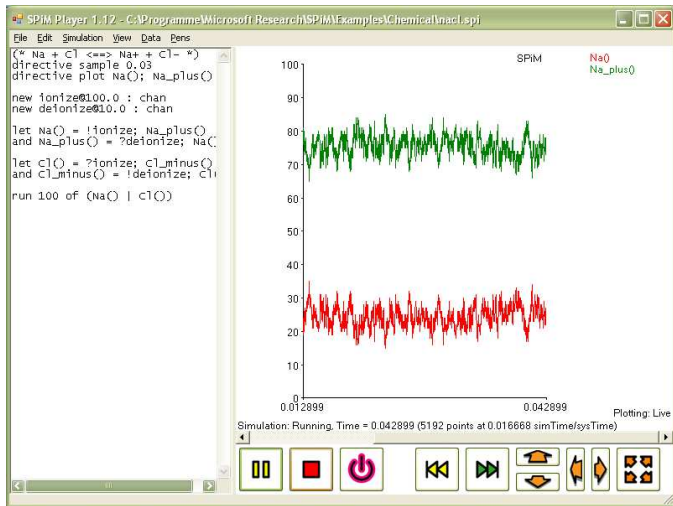 SPiM Player 1.12 - C:\Programme\Microsoft Research\SPiM\Examples\Chemical\nacl.spi
File Edit Simulation View Data Pens
(* Na + Cl <==> Na+ + Cl- *)
directive sample 0.03
directive plot Na(); Na_plus()
new ionize@100.0 : chan
new deionize@10.0 : chan
let Na() = !ionize; Na_plus()
and Na_plus() = ?deionize; Na()
let Cl() = ?ionize; Cl_minus()
and Cl_minus() = !deionize; Cl
run 100 of (Na() | Cl())
SPiM
Na()
Na_plus()
100
90
80
70
60
50
40
30
20
10
0
0.012899
0.042899
Plotting: Live
Simulation: Running, Time = 0.042899 (5192 points at 0.016668 simTime/sysTime)